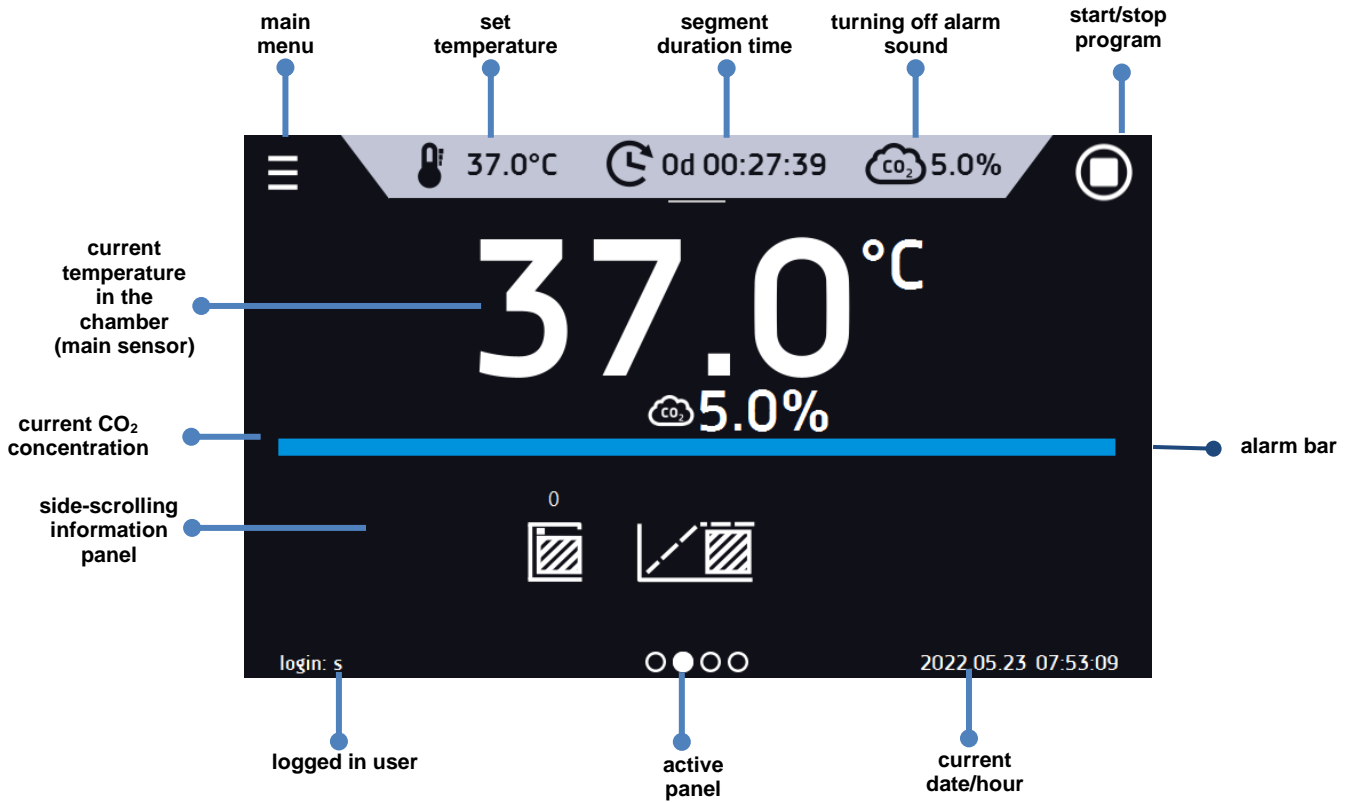 main
menu
set
temperature
segment
duration time
turning off alarm
sound
start/stop
program
37.0°C
0d 00:27:39
CO₂
5.0%
current
temperature
in the
chamber
(main sensor)
37.0°C
CO₂
5.0%
current CO₂
concentration
alarm bar
side-scrolling
information
panel
0
login: s
2022.05.23 07:53:09
logged in user
active
panel
current
date/hour